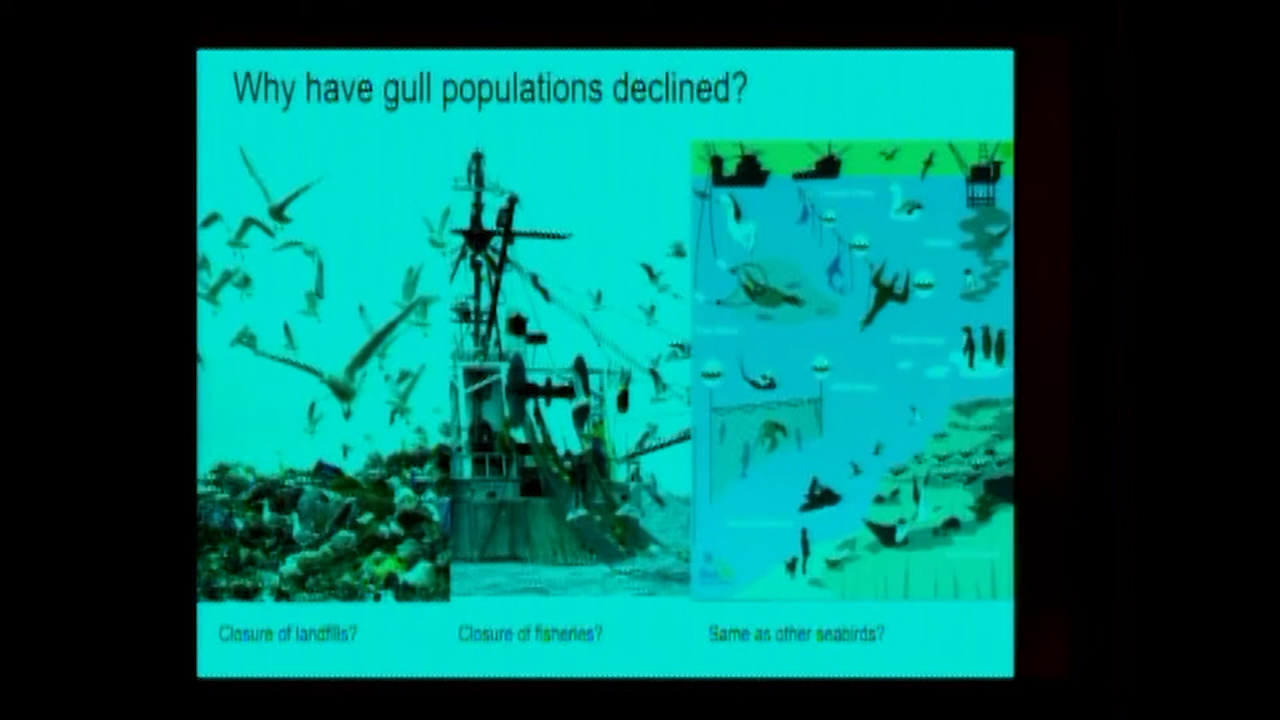 Why have gull populations declined?
Closure of landfills?
Closure of fisheries?
Same as other seabirds?